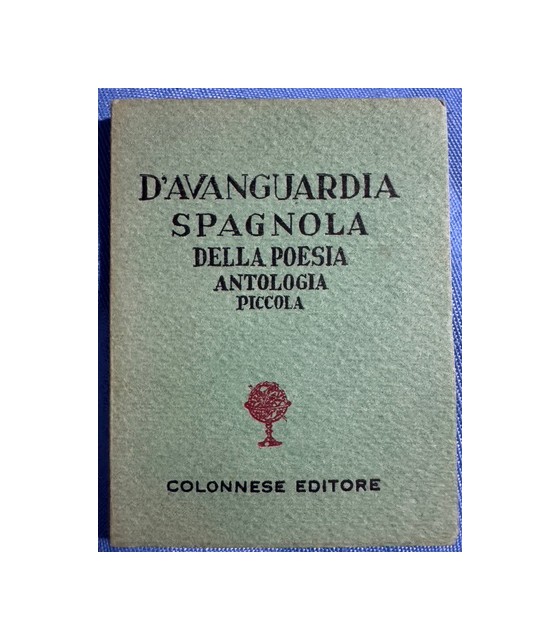 D'AVANGUARDIA
SPAGNOLA
DELLA POESIA
ANTOLOGIA
PICCOLA
COLONNESE EDITORE